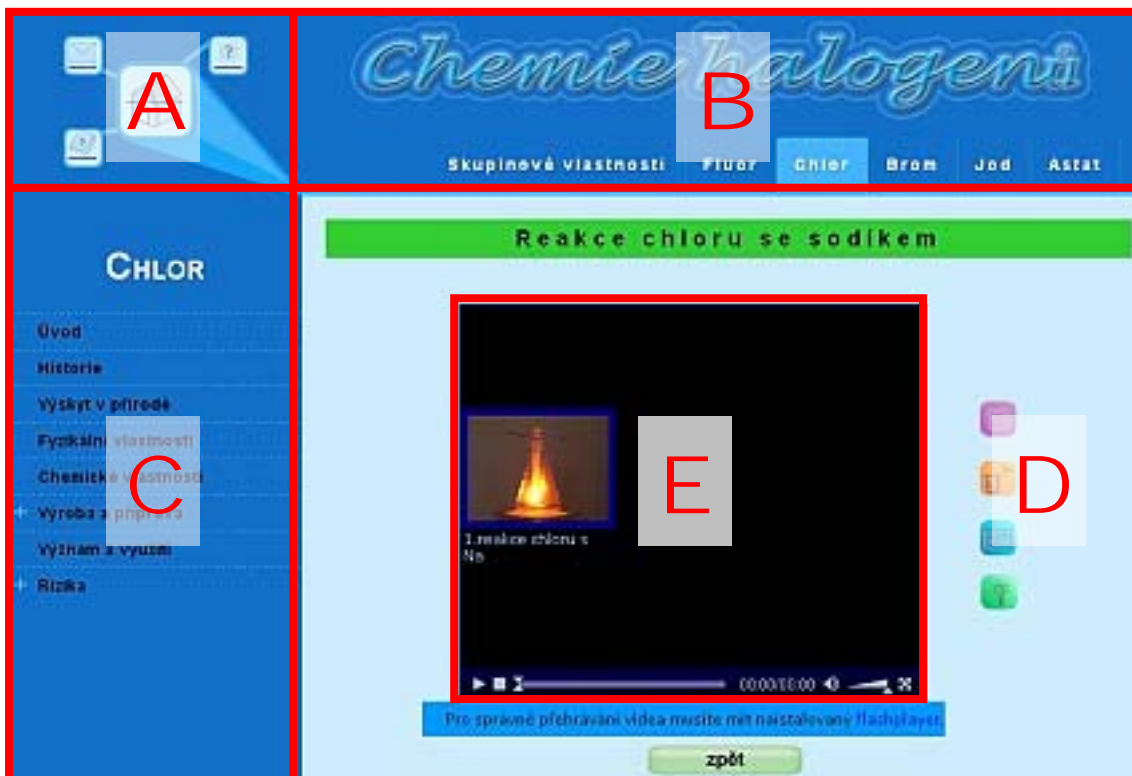 A
B
Chemie halogenů
Skupinové vlastnosti Fluor Chlor Brom Jod Astat
CHLOR
Úvod
Historie
Výskyt v přírodě
Fyzikální vlastnosti
Chemické vlastnosti
+ Výroba a příprava
Význam a využití
+ Rizika
C
Reakce chloru se sodíkem
E
1.reakce chloru s
Na
00:00/00:00
D
Pro správné přehrávání videa musíte mít naistalovaný flashplayer.
zpět